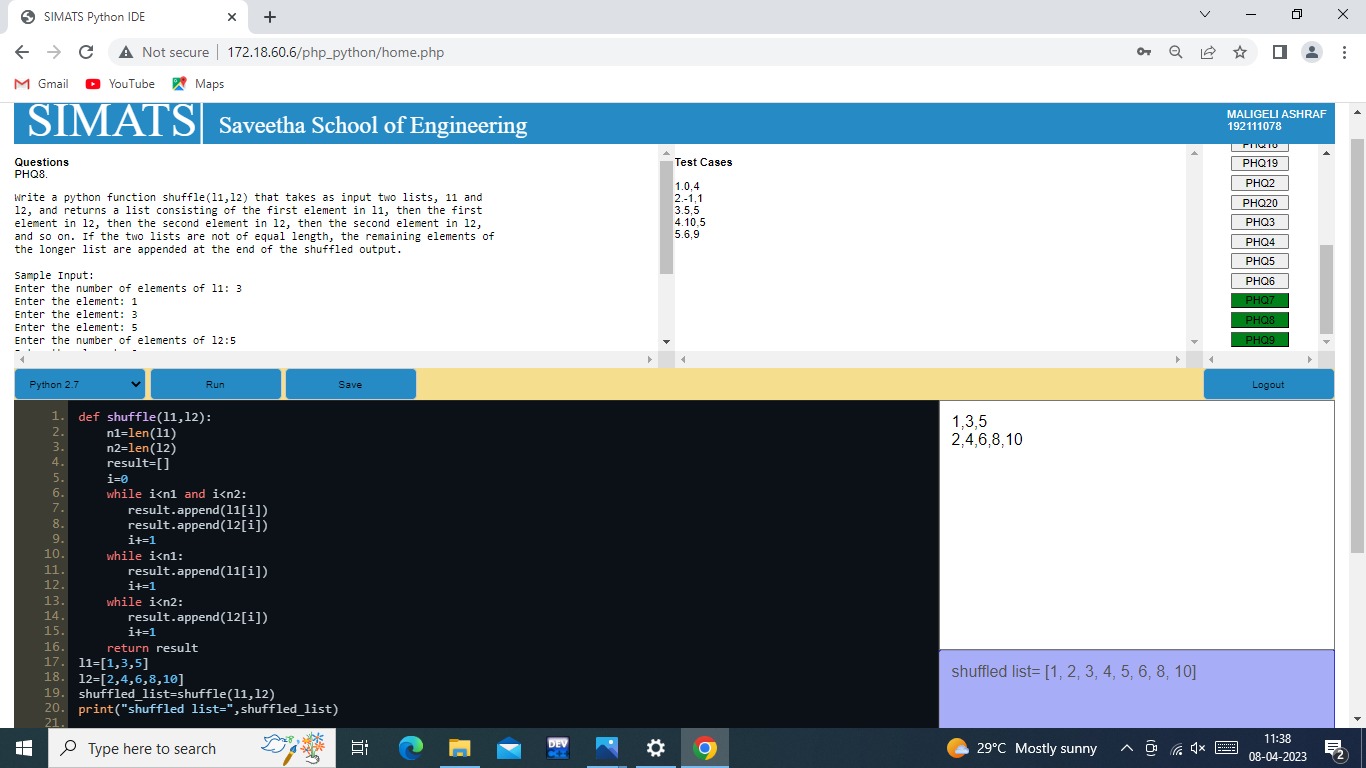 SIMATS Python IDE
Not secure
172.18.60.6/php_python/home.php
Gmail
YouTube
Maps
SIMATS
Saveetha School of Engineering
MALIGELI ASHRAF
192111078
Questions
PHQ8.
Write a python function shuffle(l1,l2) that takes as input two lists, 11 and
l2, and returns a list consisting of the first element in l1, then the first
element in l2, then the second element in l2, then the second element in l2,
and so on. If the two lists are not of equal length, the remaining elements of
the longer list are appended at the end of the shuffled output.
Sample Input:
Enter the number of elements of l1: 3
Enter the element: 1
Enter the element: 3
Enter the element: 5
Enter the number of elements of l2:5
Test Cases
1.0,4
2.-1,1
3.5,5
4.10,5
5.6,9
PHQ18
PHQ19
PHQ2
PHQ20
PHQ3
PHQ4
PHQ5
PHQ6
PHQ7
PHQ8
PHQ9
Python 2.7
Run
Save
Logout
1. def shuffle(l1,l2):
2. n1=len(l1)
3. n2=len(l2)
4. result=[]
5. i=0
6. while i<n1 and i<n2:
7. result.append(l1[i])
8. result.append(l2[i])
9. i+=1
10. while i<n1:
11. result.append(l1[i])
12. i+=1
13. while i<n2:
14. result.append(l2[i])
15. i+=1
16. return result
17. l1=[1,3,5]
18. l2=[2,4,6,8,10]
19. shuffled_list=shuffle(l1,l2)
20. print("shuffled list=",shuffled_list)
21.
1,3,5
2,4,6,8,10
shuffled list= [1, 2, 3, 4, 5, 6, 8, 10]
Type here to search
DEV
29°C Mostly sunny
11:38
08-04-2023
2